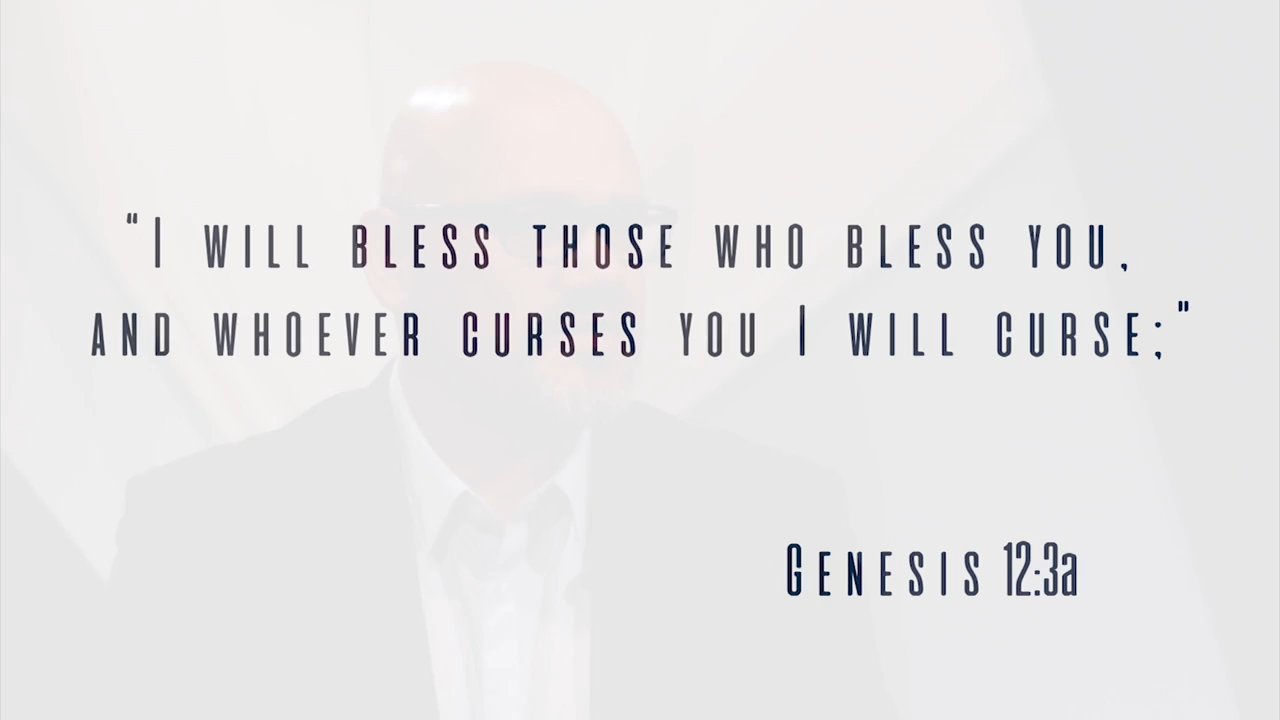 "I WILL BLESS THOSE WHO BLESS YOU,
AND WHOEVER CURSES YOU I WILL CURSE;"
GENESIS 12:3a